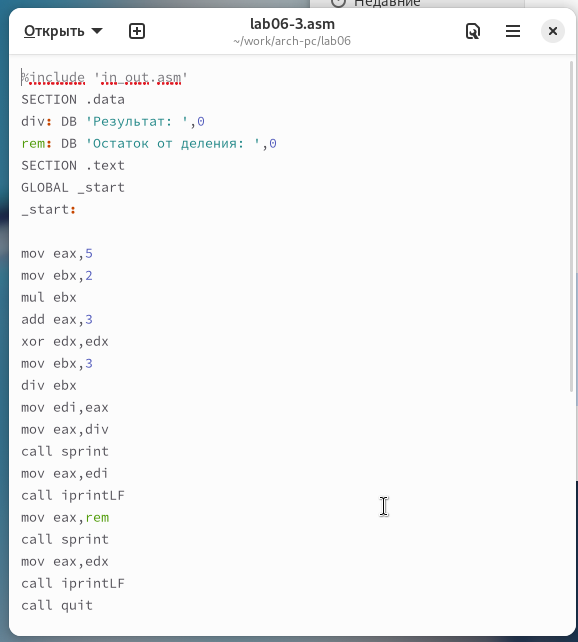 Недавние
Открыть
lab06-3.asm
~/work/arch-pc/lab06
%include 'in_out.asm'
SECTION .data
div: DB 'Результат: ',0
rem: DB 'Остаток от деления: ',0
SECTION .text
GLOBAL _start
_start:
mov eax,5
mov ebx,2
mul ebx
add eax,3
xor edx,edx
mov ebx,3
div ebx
mov edi,eax
mov eax,div
call sprint
mov eax,edi
call iprintLF
mov eax,rem
call sprint
mov eax,edx
call iprintLF
call quit